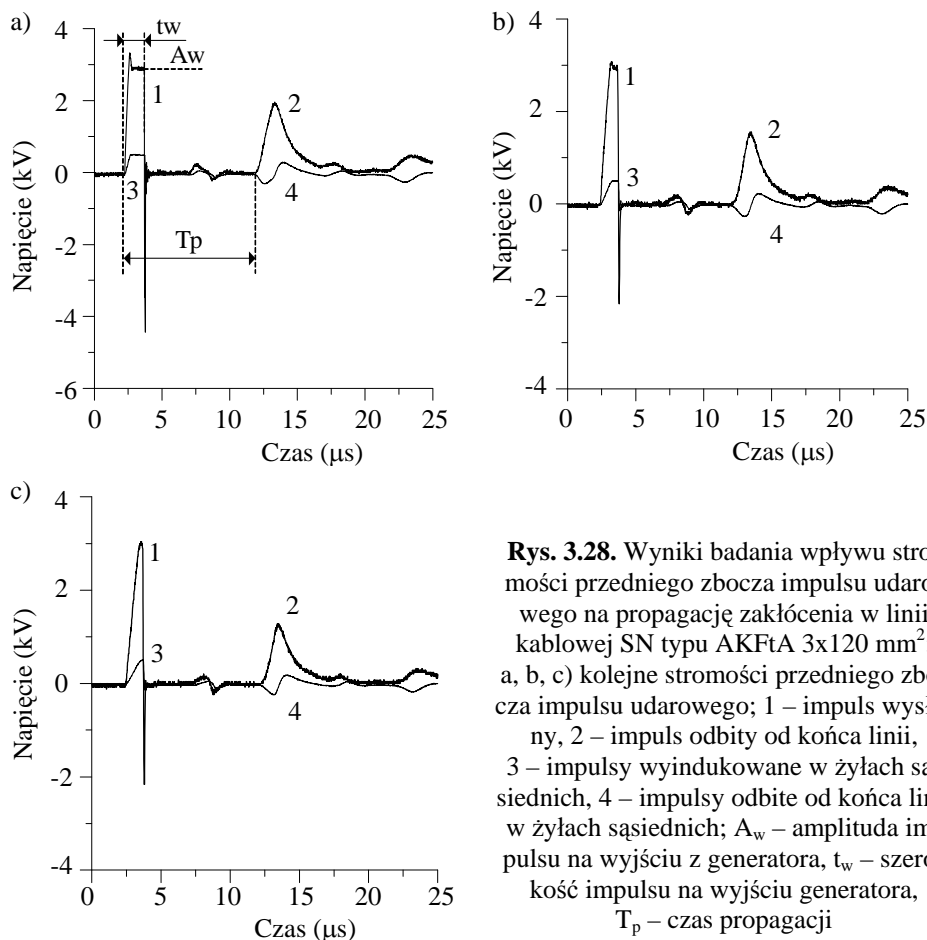 a)
tw
Aw
4
2
0
-2
-4
-6
Napięcie (kV)
1
2
3
4
Tp
0 5 10 15 20 25
Czas (μs)
b)
4
2
0
-2
-4
Napięcie (kV)
1
2
3
4
0 5 10 15 20 25
Czas (μs)
c)
4
2
0
-2
-4
Napięcie (kV)
1
2
3
4
0 5 10 15 20 25
Czas (μs)
Rys. 3.28. Wyniki badania wpływu stro
mości przedniego zbocza impulsu udaro
wego na propagację zakłócenia w linii
kablowej SN typu AKFtA 3x120 mm²
a, b, c) kolejne stromości przedniego zbo
cza impulsu udarowego; 1 – impuls wysł
ny, 2 – impuls odbity od końca linii,
3 – impulsy wyindukowane w żyłach są
siednich, 4 – impulsy odbite od końca lin
w żyłach sąsiednich; Aw – amplituda im
pulsu na wyjściu z generatora, tw – szero
kość impulsu na wyjściu generatora,
Tp – czas propagacji